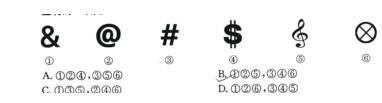 & @ # $ 𝄞 ⊗
① ② ③ ④ ⑤ ⑥
A. ①②④,③⑤⑥ B. ①②⑤,③④⑥
C. ①③⑤,②④⑥ D. ①②⑥,③④⑤